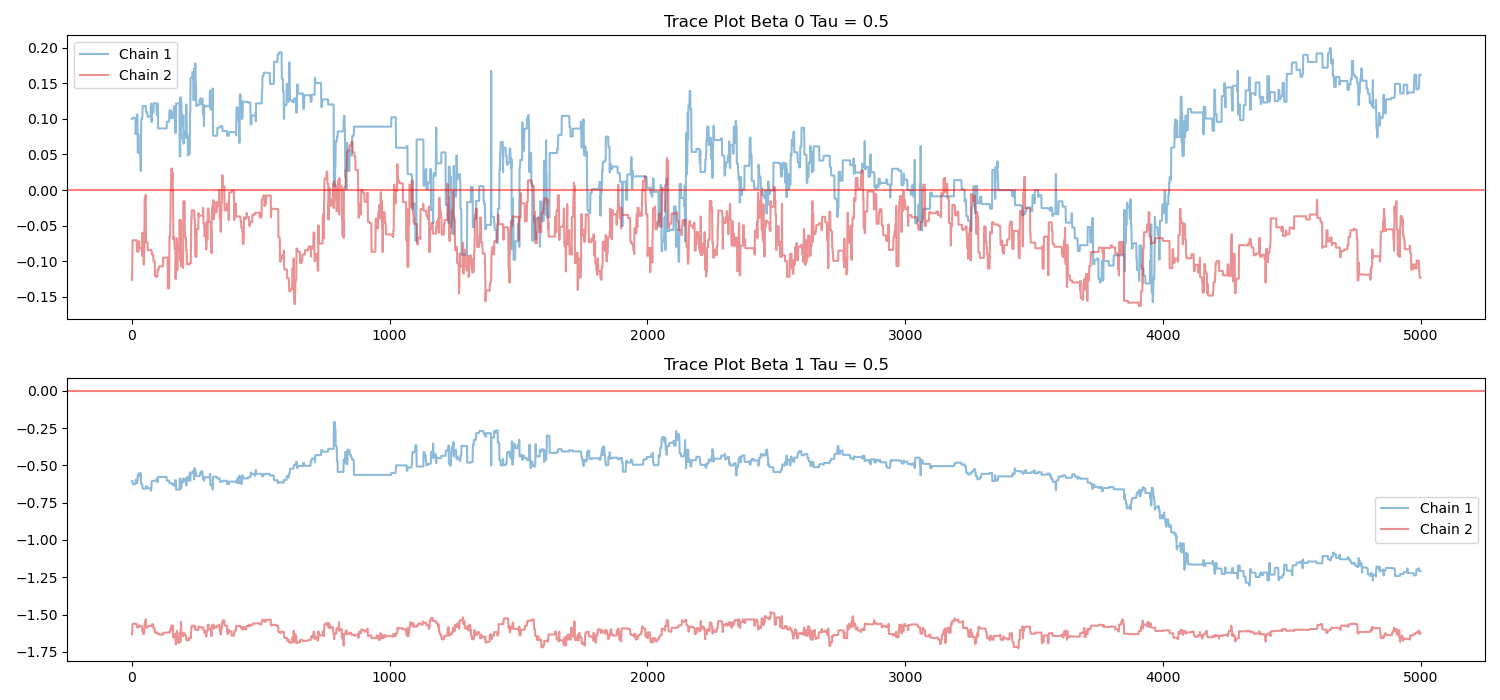 Trace Plot Beta 0 Tau = 0.5
Chain 1
Chain 2
0.20
0.15
0.10
0.05
0.00
−0.05
−0.10
−0.15
0 1000 2000 3000 4000 5000
Trace Plot Beta 1 Tau = 0.5
0.00
−0.25
−0.50
−0.75
−1.00
−1.25
−1.50
−1.75
Chain 1
Chain 2
0 1000 2000 3000 4000 5000